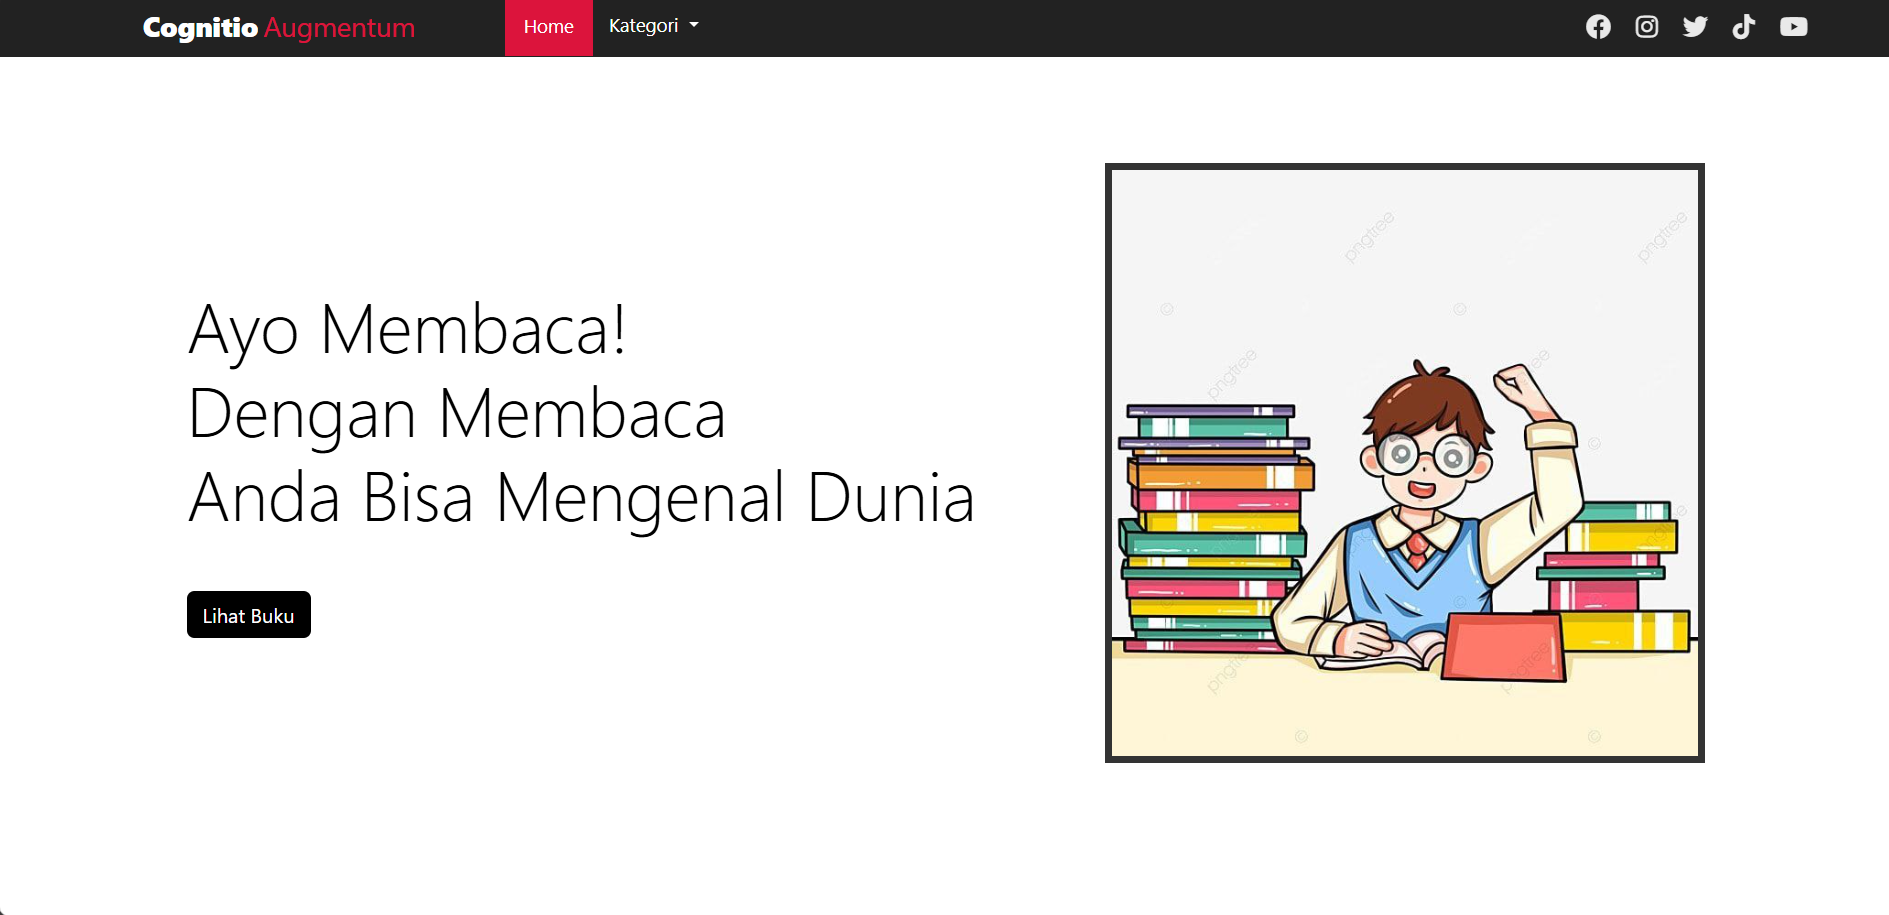 Cognitio Augmentum
Home
Kategori
Ayo Membaca!
Dengan Membaca
Anda Bisa Mengenal Dunia
Lihat Buku
pngtree
pngtree
pngtree
pngtree
pngtree
pngtree